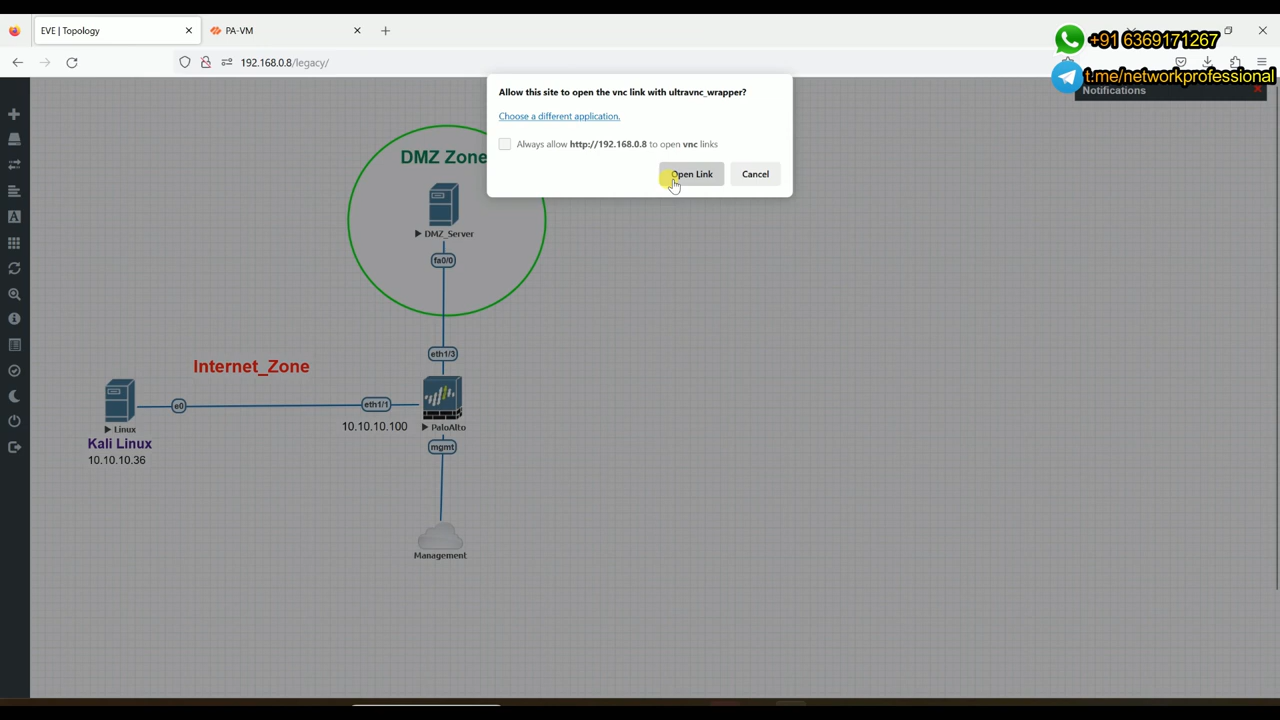 EVE | Topology
PA-VM
+91 6369171267
192.168.0.8/legacy/
t.me/networkprofessional
Notifications
Allow this site to open the vnc link with ultravnc_wrapper?
Choose a different application.
Always allow http://192.168.0.8 to open vnc links
Open Link
Cancel
DMZ Zone
DMZ_Server
fa0/0
eth1/3
Internet_Zone
e0
eth1/1
10.10.10.100
Linux
PaloAlto
Kali Linux
mgmt
10.10.10.36
Management